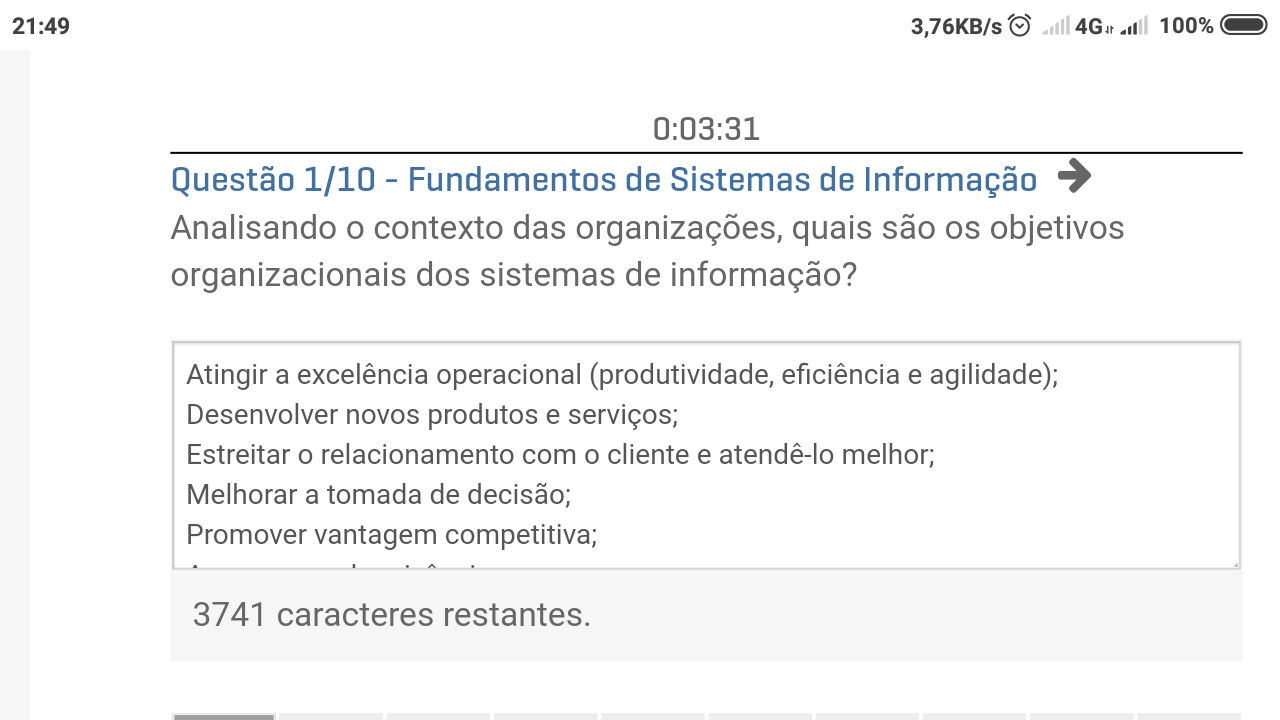 21:49
3,76KB/s 4G 100%
0:03:31
Questão 1/10 - Fundamentos de Sistemas de Informação
Analisando o contexto das organizações, quais são os objetivos
organizacionais dos sistemas de informação?
Atingir a excelência operacional (produtividade, eficiência e agilidade);
Desenvolver novos produtos e serviços;
Estreitar o relacionamento com o cliente e atendê-lo melhor;
Melhorar a tomada de decisão;
Promover vantagem competitiva;
3741 caracteres restantes.